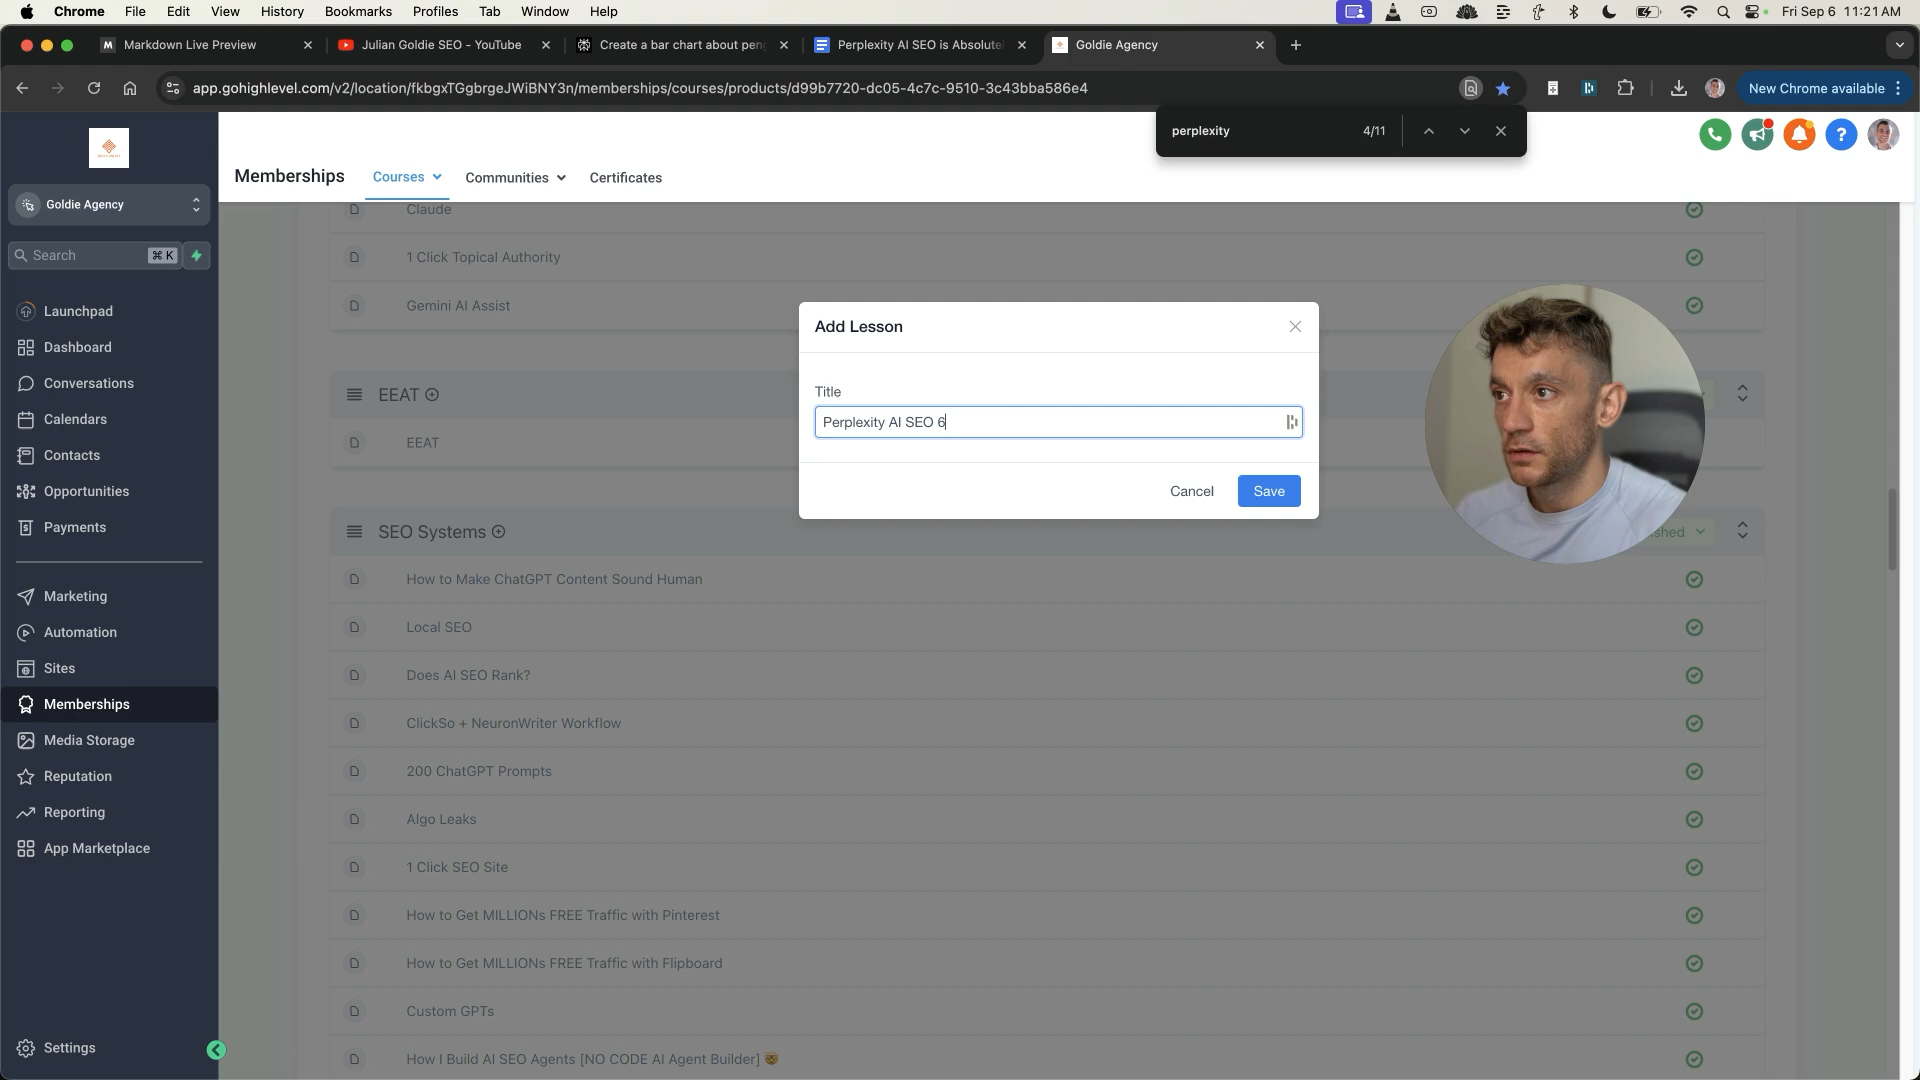 Chrome File Edit View History Bookmarks Profiles Tab Window Help Fri Sep 6 11:21 AM
Markdown Live Preview
Julian Goldie SEO - YouTube
Create a bar chart about peng
Perplexity AI SEO is Absolute
Goldie Agency
app.gohighlevel.com/v2/location/fkbgxTGgbrgeJWiBNY3n/memberships/courses/products/d99b7720-dc05-4c7c-9510-3c43bba586e4
New Chrome available
perplexity 4/11
Goldie Agency
Search ⌘ K
Launchpad
Dashboard
Conversations
Calendars
Contacts
Opportunities
Payments
Marketing
Automation
Sites
Memberships
Media Storage
Reputation
Reporting
App Marketplace
Settings
Memberships Courses Communities Certificates
Claude
1 Click Topical Authority
Gemini AI Assist
EEAT
EEAT
SEO Systems
shed
How to Make ChatGPT Content Sound Human
Local SEO
Does AI SEO Rank?
ClickSo + NeuronWriter Workflow
200 ChatGPT Prompts
Algo Leaks
1 Click SEO Site
How to Get MILLIONs FREE Traffic with Pinterest
How to Get MILLIONs FREE Traffic with Flipboard
Custom GPTs
How I Build AI SEO Agents [NO CODE AI Agent Builder] 🤯
Add Lesson
Title
Perplexity AI SEO 6
Cancel Save